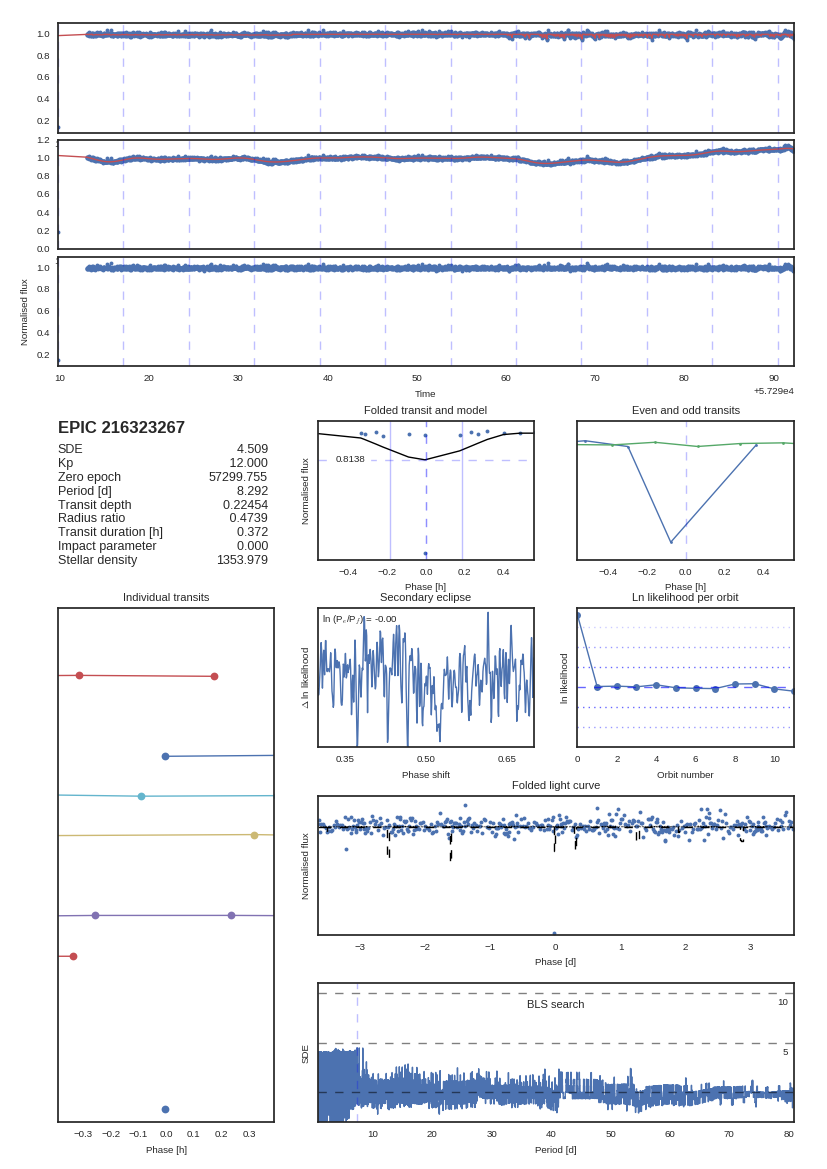 1.0
0.8
0.6
0.4
0.2
1.2
1.0
0.8
0.6
0.4
0.2
0.0
1.0
0.8
0.6
0.4
0.2
Normalised flux
10 20 30 40 50 60 70 80 90
Time
+5.729e4
EPIC 216323267
SDE 4.509
Kp 12.000
Zero epoch 57299.755
Period [d] 8.292
Transit depth 0.22454
Radius ratio 0.4739
Transit duration [h] 0.372
Impact parameter 0.000
Stellar density 1353.979
Folded transit and model
Normalised flux
0.8138
−0.4 −0.2 0.0 0.2 0.4
Phase [h]
Even and odd transits
−0.4 −0.2 0.0 0.2 0.4
Phase [h]
Individual transits
−0.3 −0.2 −0.1 0.0 0.1 0.2 0.3
Phase [h]
Secondary eclipse
Δ ln likelihood
= -0.00
0.35 0.50 0.65
Phase shift
Ln likelihood per orbit
ln likelihood
0 2 4 6 8 10
Orbit number
Folded light curve
Normalised flux
−3 −2 −1 0 1 2 3
Phase [d]
BLS search
SDE
10
5
10 20 30 40 50 60 70 80
Period [d]